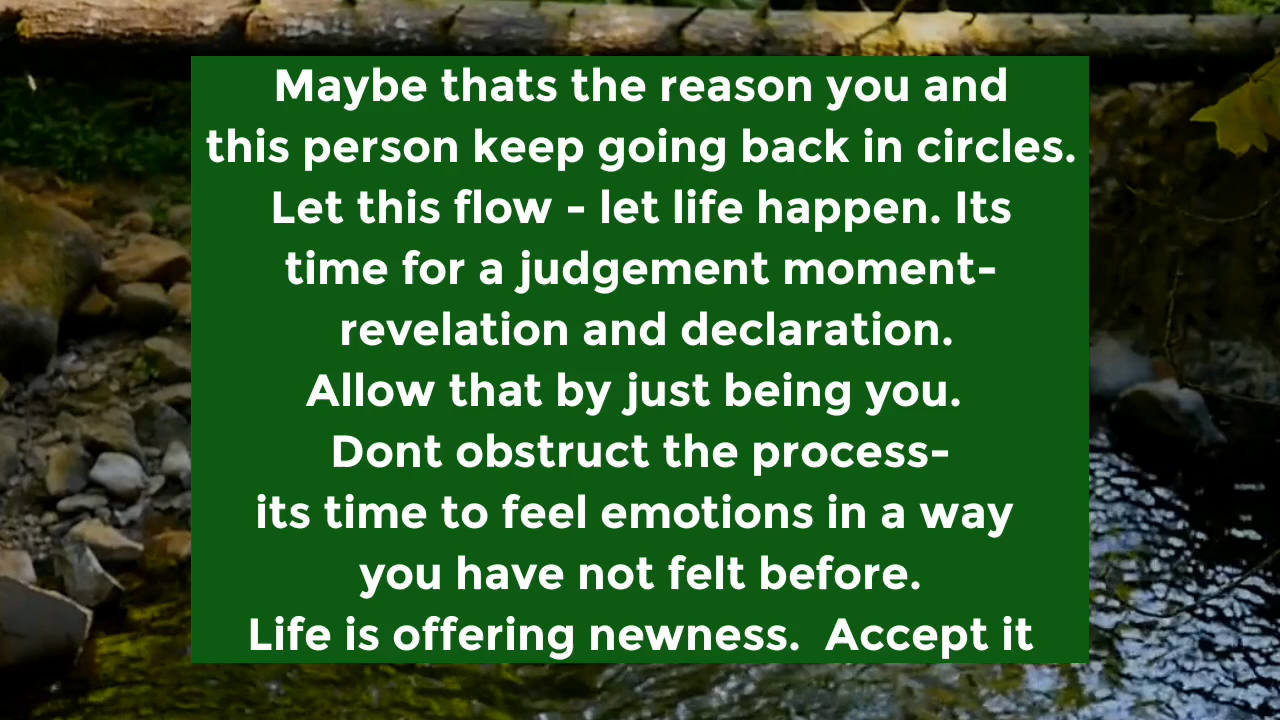 Maybe thats the reason you and
this person keep going back in circles.
Let this flow - let life happen. Its
time for a judgement moment-
revelation and declaration.
Allow that by just being you.
Dont obstruct the process-
its time to feel emotions in a way
you have not felt before.
Life is offering newness.  Accept it